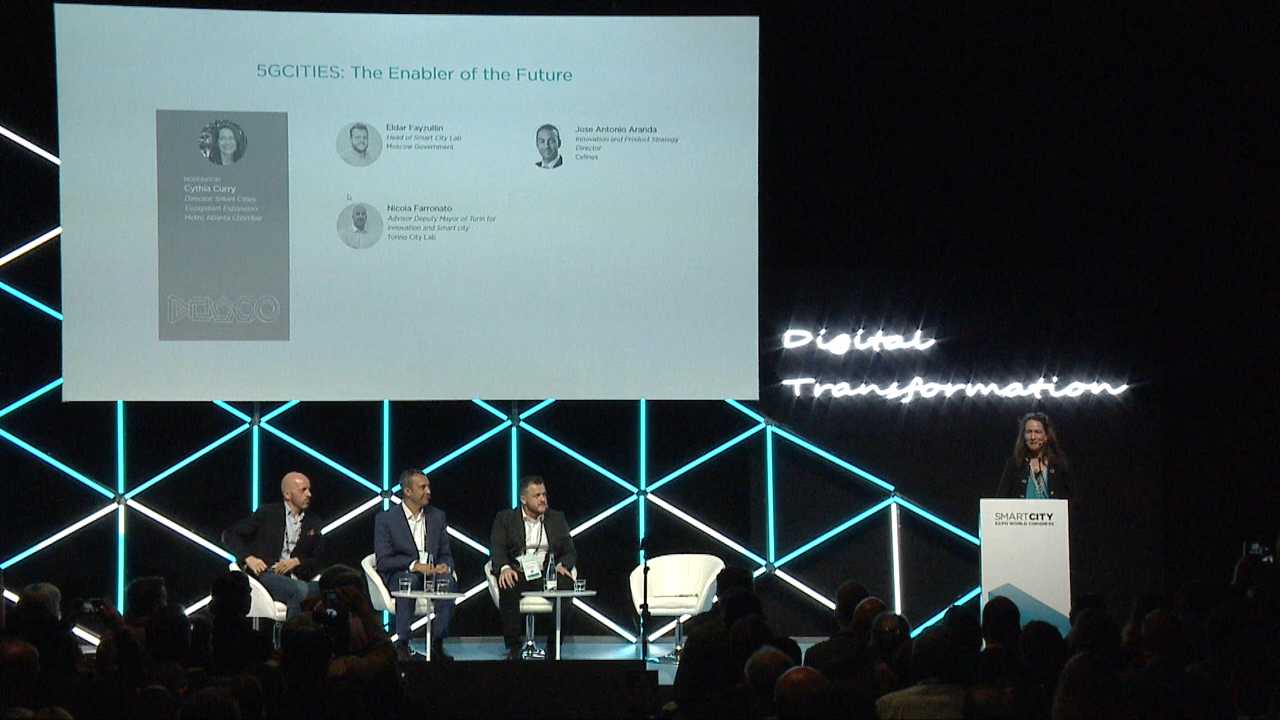 5GCITIES: The Enabler of the Future
MODERATOR:
Cythia Curry
Director, Smart Cities
Ecosystem Expansion
Metro Atlanta Chamber
Eldar Fayzullin
Head of Smart City Lab
Moscow Government
Jose Antonio Aranda
Innovation and Product Strategy
Director
Cellnex
Nicola Farronato
Advisor Deputy Mayor of Turin for
Innovation and Smart city
Torino City Lab
Digital
Transformation
SMARTCITY
EXPO WORLD CONGRESS